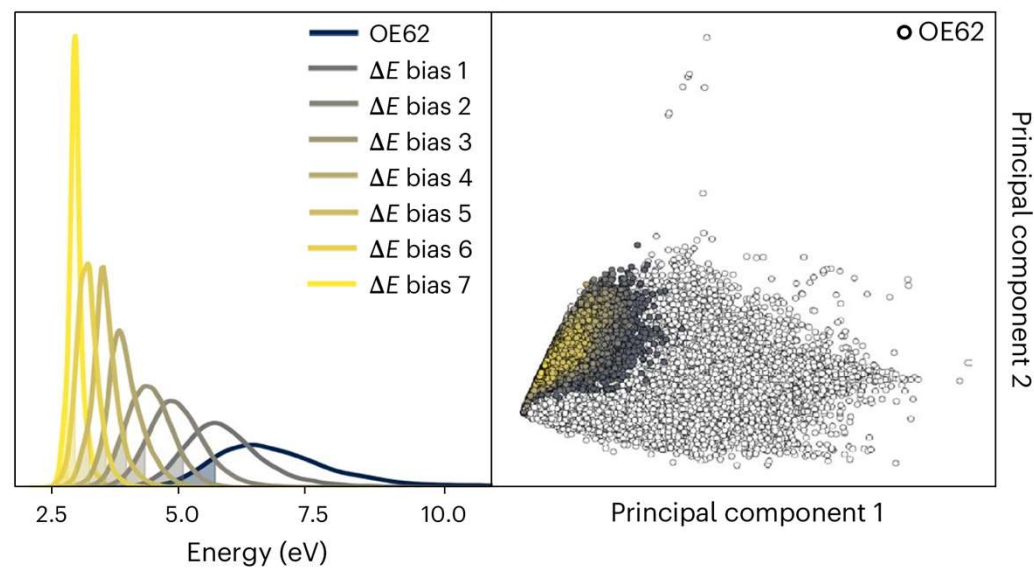 OE62
ΔE bias 1
ΔE bias 2
ΔE bias 3
ΔE bias 4
ΔE bias 5
ΔE bias 6
ΔE bias 7
2.5 5.0 7.5 10.0
Energy (eV)
OE62
Principal component 1
Principal component 2